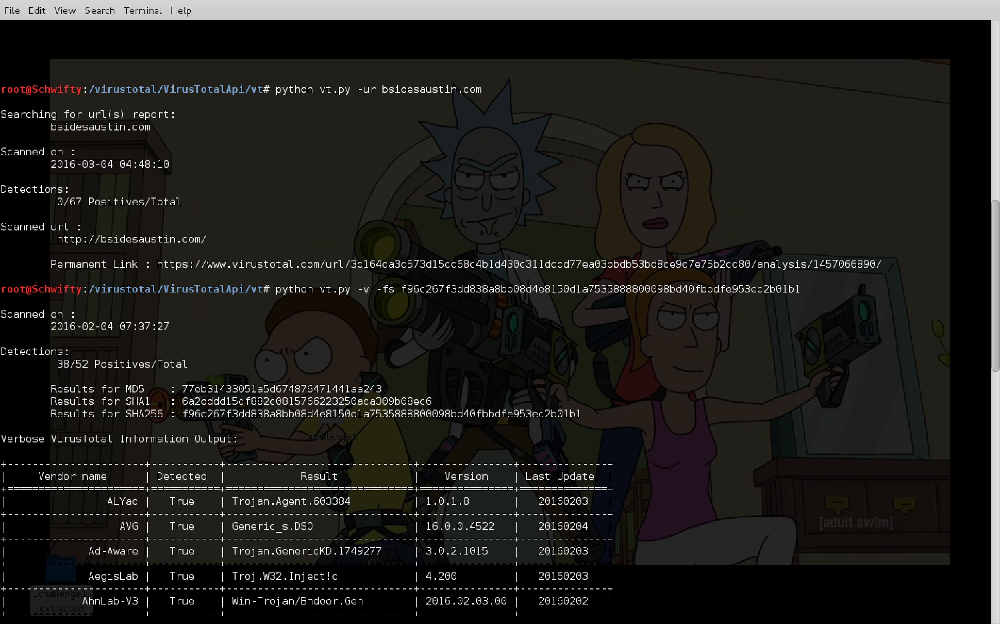 File Edit View Search Terminal Help
root@Schwifty:/virustotal/VirusTotalApi/vt# python vt.py -ur bsidesaustin.com
Searching for url(s) report:
bsidesaustin.com
Scanned on :
2016-03-04 04:48:10
Detections:
0/67 Positives/Total
Scanned url :
http://bsidesaustin.com/
Permanent Link : https://www.virustotal.com/url/3c164ca3c573d15cc68c4b1d430c311dccd77ea03bbdb53bd8ce9c7e75b2cc80/analysis/1457066890/
root@Schwifty:/virustotal/VirusTotalApi/vt# python vt.py -v -fs f96c267f3dd838a8bb08d4e8150d1a7535888800098bd40fbbdfe953ec2b01b1
Scanned on :
2016-02-04 07:37:27
Detections:
38/52 Positives/Total
Results for MD5    : 77eb31433051a5d674876471441aa243
Results for SHA1   : 6a2dddd15cf882c0815766223250aca309b08ec6
Results for SHA256 : f96c267f3dd838a8bb08d4e8150d1a7535888800098bd40fbbdfe953ec2b01b1
challenge1
Verbose VirusTotal Information Output:
| Vendor name | Detected | Result | Version | Last Update |
| ALYac | True | Trojan.Agent.603384 | 1.0.1.8 | 20160203 |
| AVG | True | Generic_s.DSO | 16.0.0.4522 | 20160204 |
[adult swim]
| Ad-Aware | True | Trojan.GenericKD.1749277 | 3.0.2.1015 | 20160203 |
| AegisLab | True | Troj.W32.Inject!c | 4.200 | 20160203 |
_challenge1
| AhnLab-V3 | True | Win-Trojan/Bmdoor.Gen | 2016.02.03.00 | 20160202 |
extracted